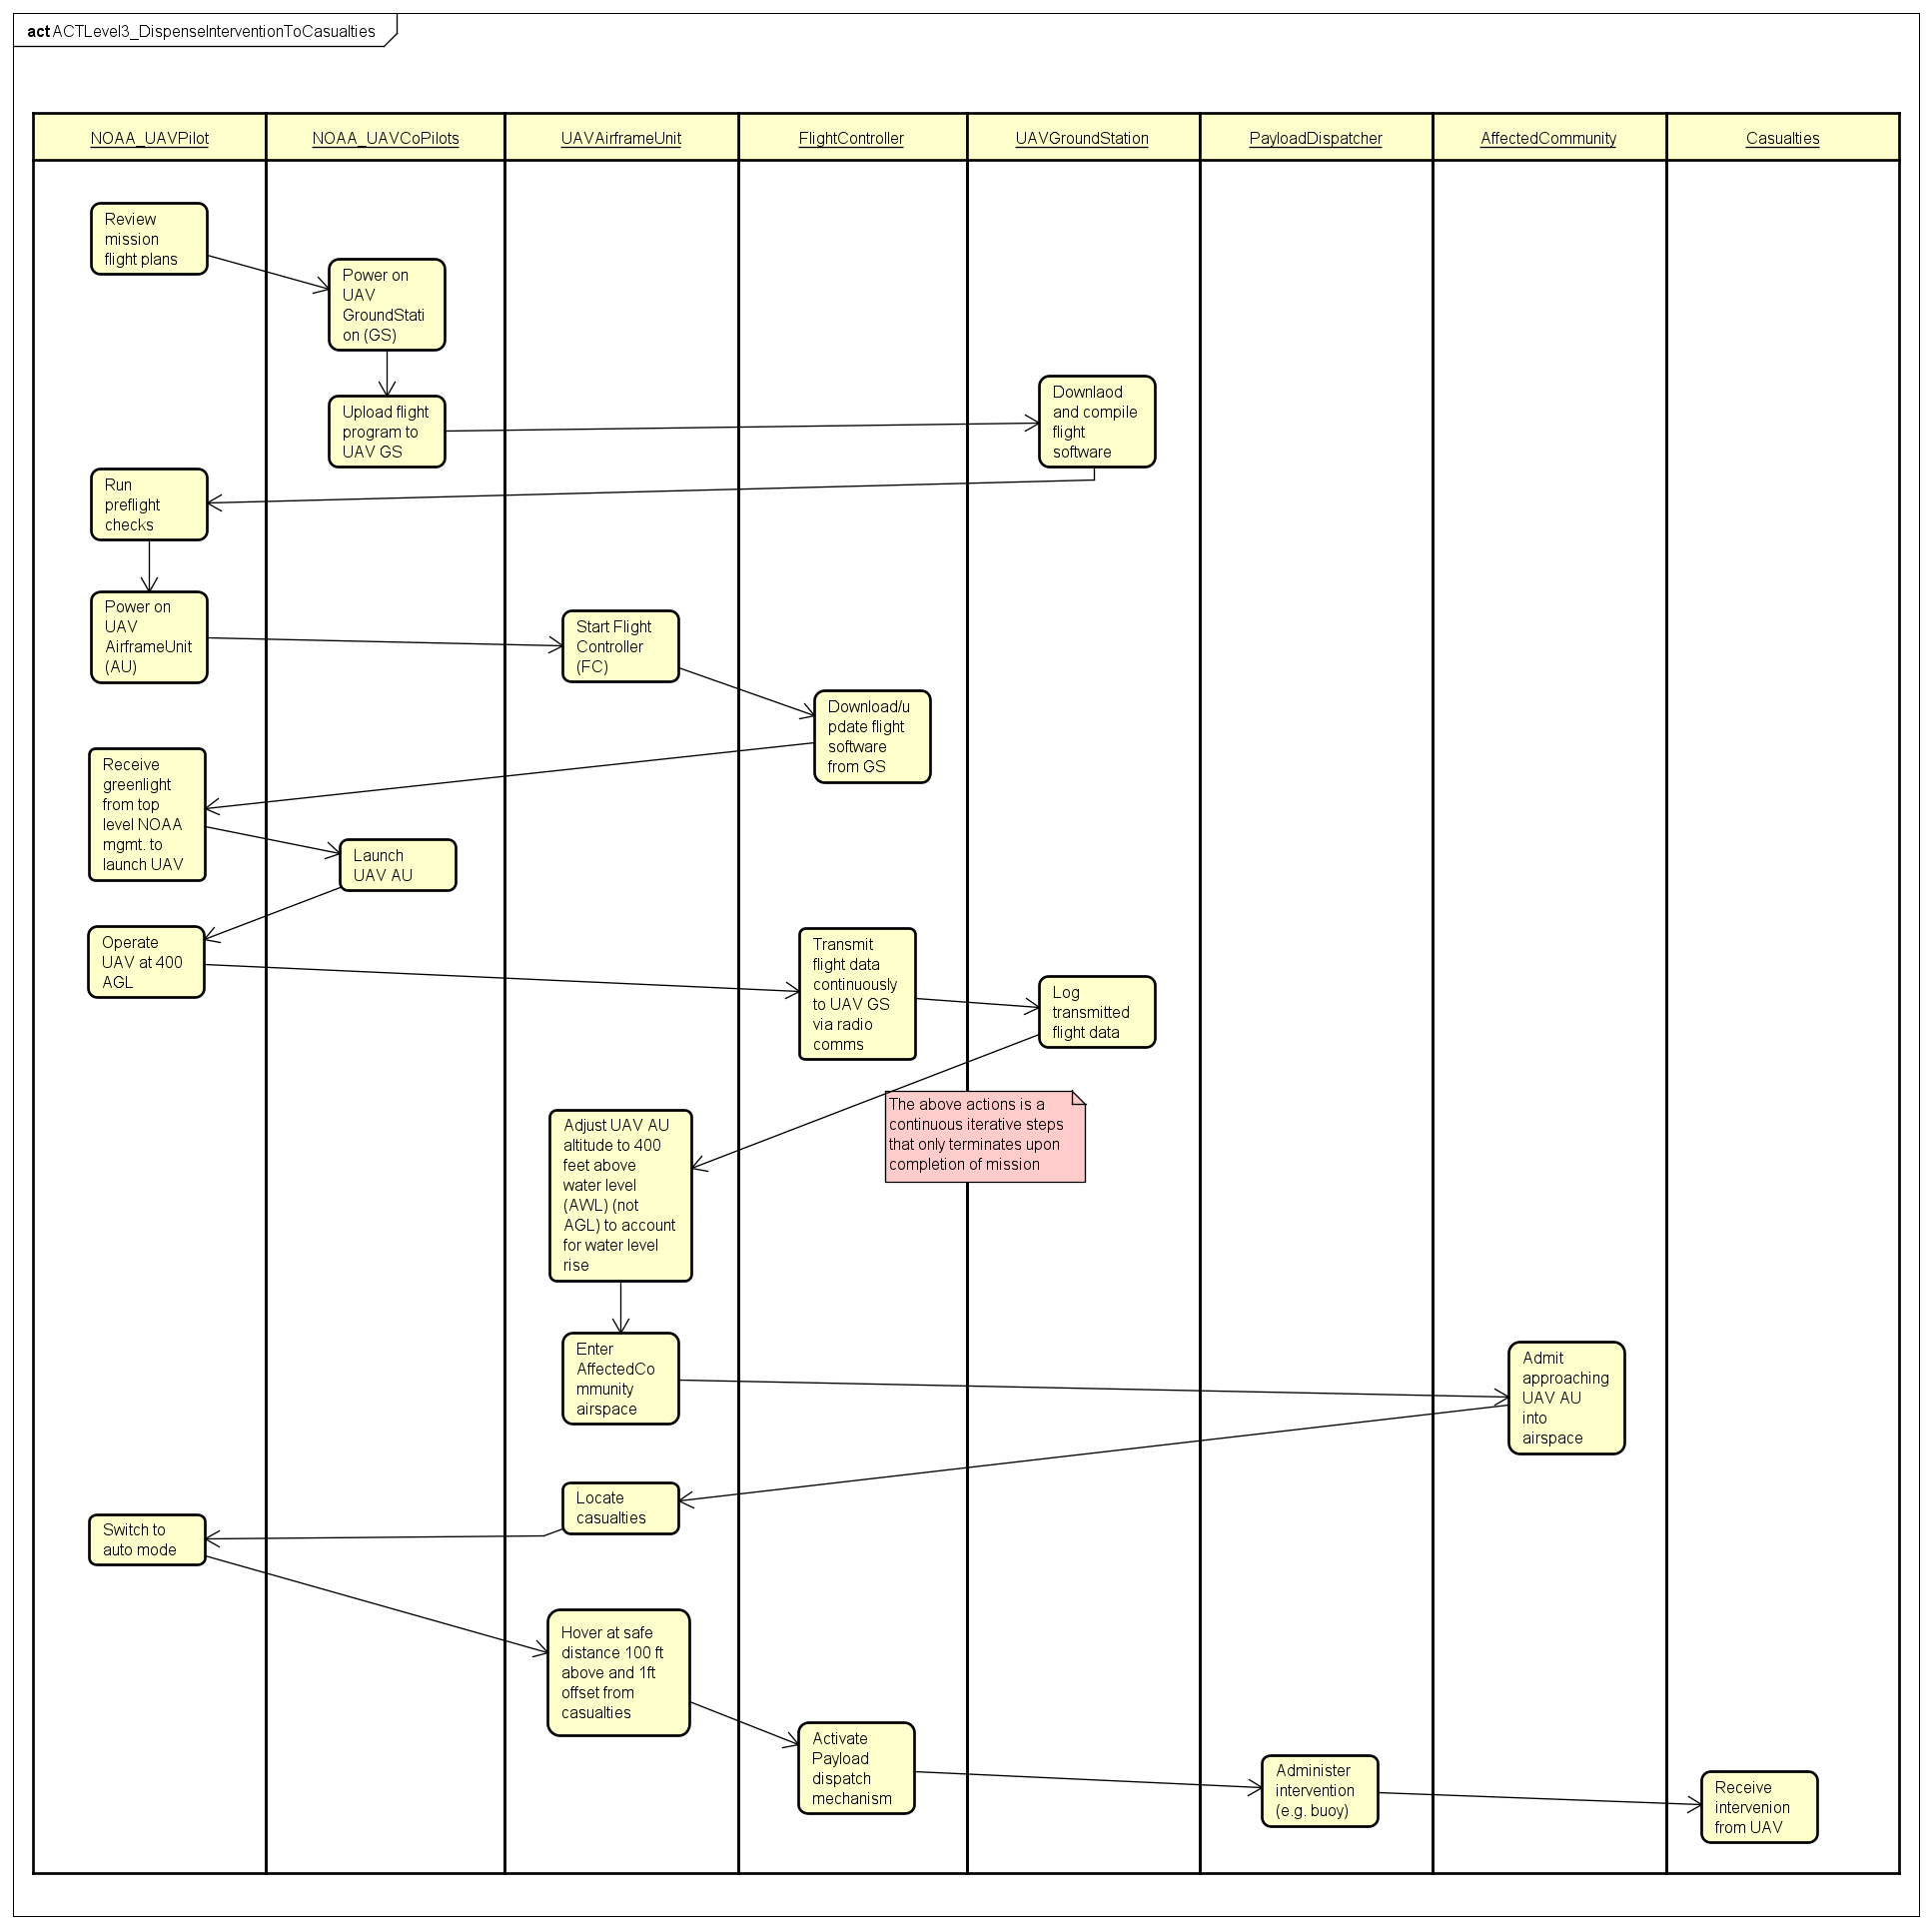 act ACTLevel3_DispenseInterventionToCasualties
NOAA_UAVPilot
NOAA_UAVCoPilots
UAVAirframeUnit
FlightController
UAVGroundStation
PayloadDispatcher
AffectedCommunity
Casualties
Review
mission
flight plans
Power on
UAV
GroundStati
on (GS)
Upload flight
program to
UAV GS
Downlaod
and compile
flight
software
Run
preflight
checks
Power on
UAV
AirframeUnit
(AU)
Start Flight
Controller
(FC)
Download/u
pdate flight
software
from GS
Receive
greenlight
from top
level NOAA
mgmt. to
launch UAV
Launch
UAV AU
Operate
UAV at 400
AGL
Transmit
flight data
continuously
to UAV GS
via radio
comms
Log
transmitted
flight data
The above actions is a
continuous iterative steps
that only terminates upon
completion of mission
Adjust UAV AU
altitude to 400
feet above
water level
(AWL) (not
AGL) to account
for water level
rise
Enter
AffectedCo
mmunity
airspace
Admit
approaching
UAV AU
into
airspace
Locate
casualties
Switch to
auto mode
Hover at safe
distance 100 ft
above and 1ft
offset from
casualties
Activate
Payload
dispatch
mechanism
Administer
intervention
(e.g. buoy)
Receive
intervenion
from UAV